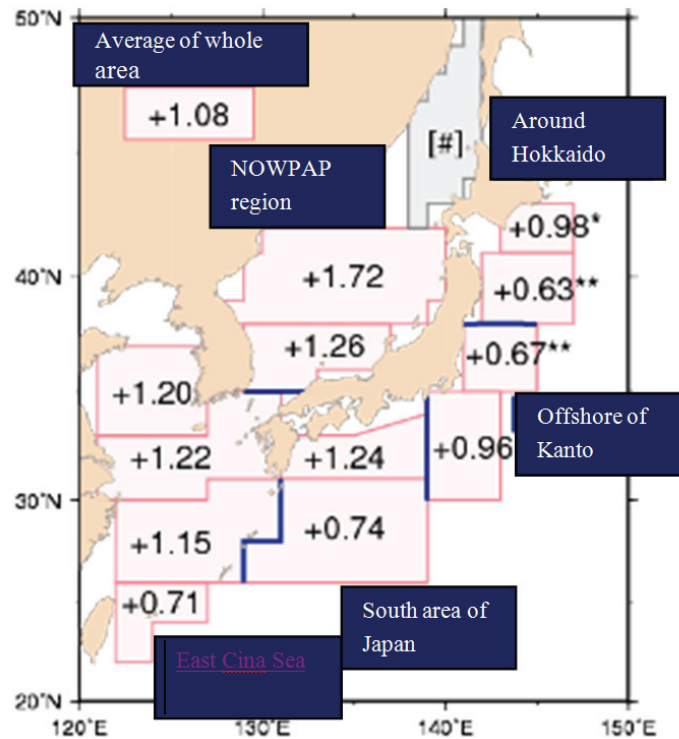 50°N
Average of whole
area
+1.08
[#]
Around
Hokkaido
NOWPAP
region
+0.98*
40°N
+1.72
+0.63**
+1.26
+0.67**
+1.20
Offshore of
Kanto
+1.22
+1.24
+0.96
30°N
+1.15
+0.74
+0.71
South area of
Japan
East Cina Sea
20°N
120°E
130°E
140°E
150°E